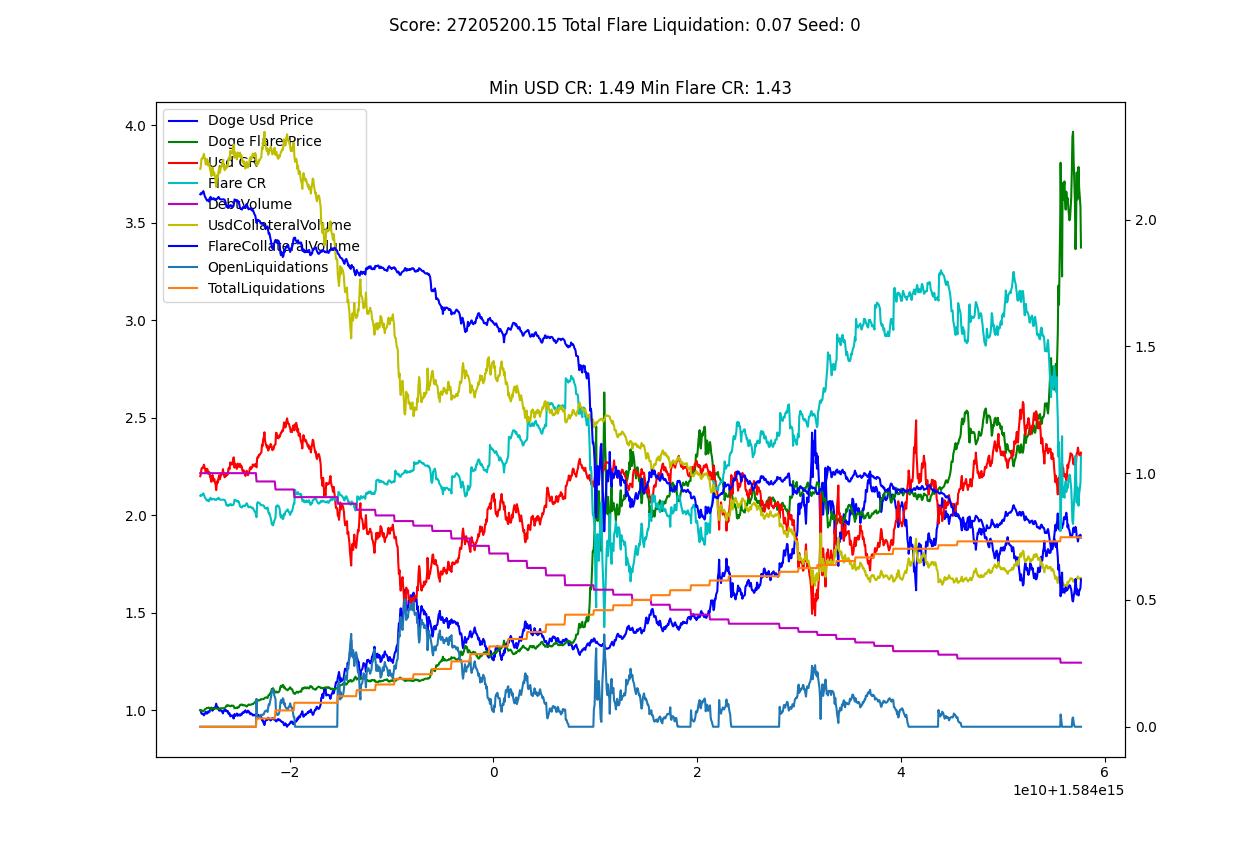 Score: 27205200.15 Total Flare Liquidation: 0.07 Seed: 0
Min USD CR: 1.49 Min Flare CR: 1.43
Doge Usd Price
Doge Flare Price
Usd CR
Flare CR
DebtVolume
UsdCollateralVolume
FlareCollateralVolume
OpenLiquidations
TotalLiquidations
4.0
3.5
3.0
2.5
2.0
1.5
1.0
2.0
1.5
1.0
0.5
0.0
−2
0
2
4
6
1e10+1.584e15